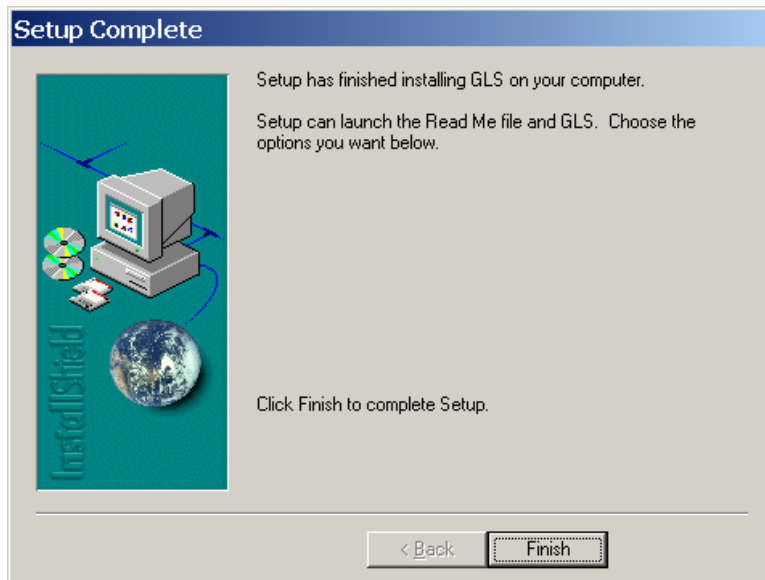 Setup Complete
Setup has finished installing GLS on your computer.
Setup can launch the Read Me file and GLS.  Choose the
options you want below.
InstallShield
Click Finish to complete Setup.
< Back
Finish